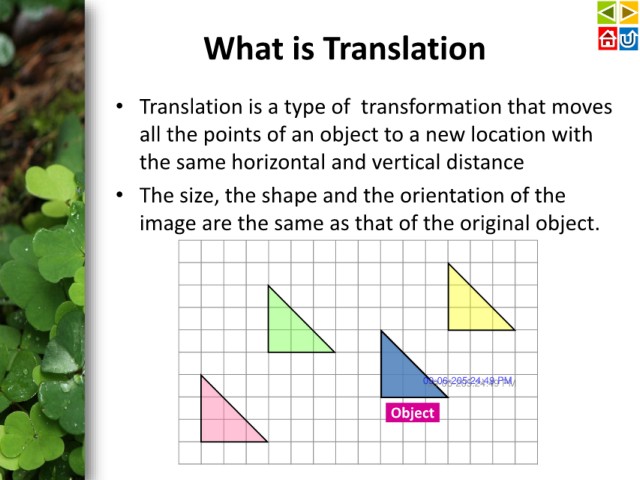 What is Translation
• Translation is a type of  transformation that moves
all the points of an object to a new location with
the same horizontal and vertical distance
• The size, the shape and the orientation of the
image are the same as that of the original object.
Object